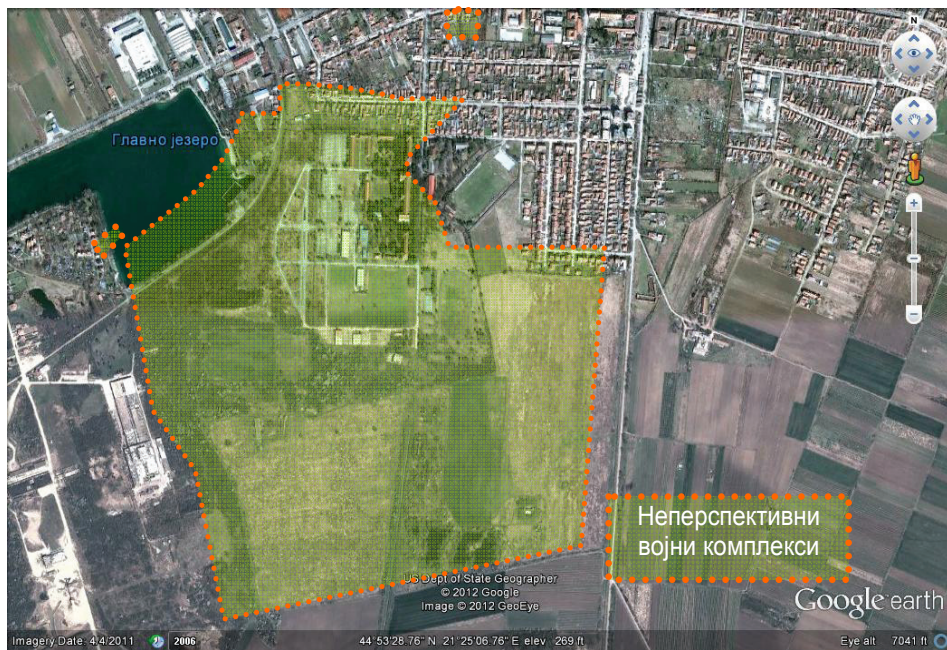 N
Главно језеро
Неперспективни
војни комплекси
US Dept of State Geographer
© 2012 Google
Image © 2012 GeoEye
Google earth
Imagery Date: 4/4/2011 2006 44°53'28.76" N 21°25'06.76" E elev 269 ft Eye alt 7041 ft